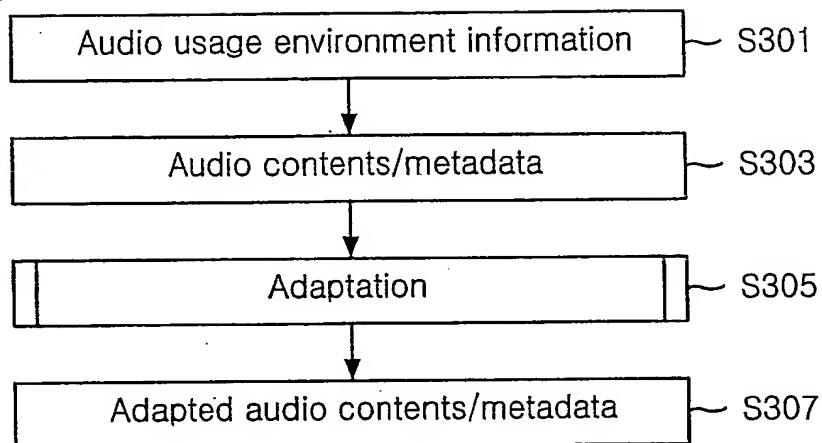 Audio usage environment information S301
Audio contents/metadata S303
Adaptation S305
Adapted audio contents/metadata S307